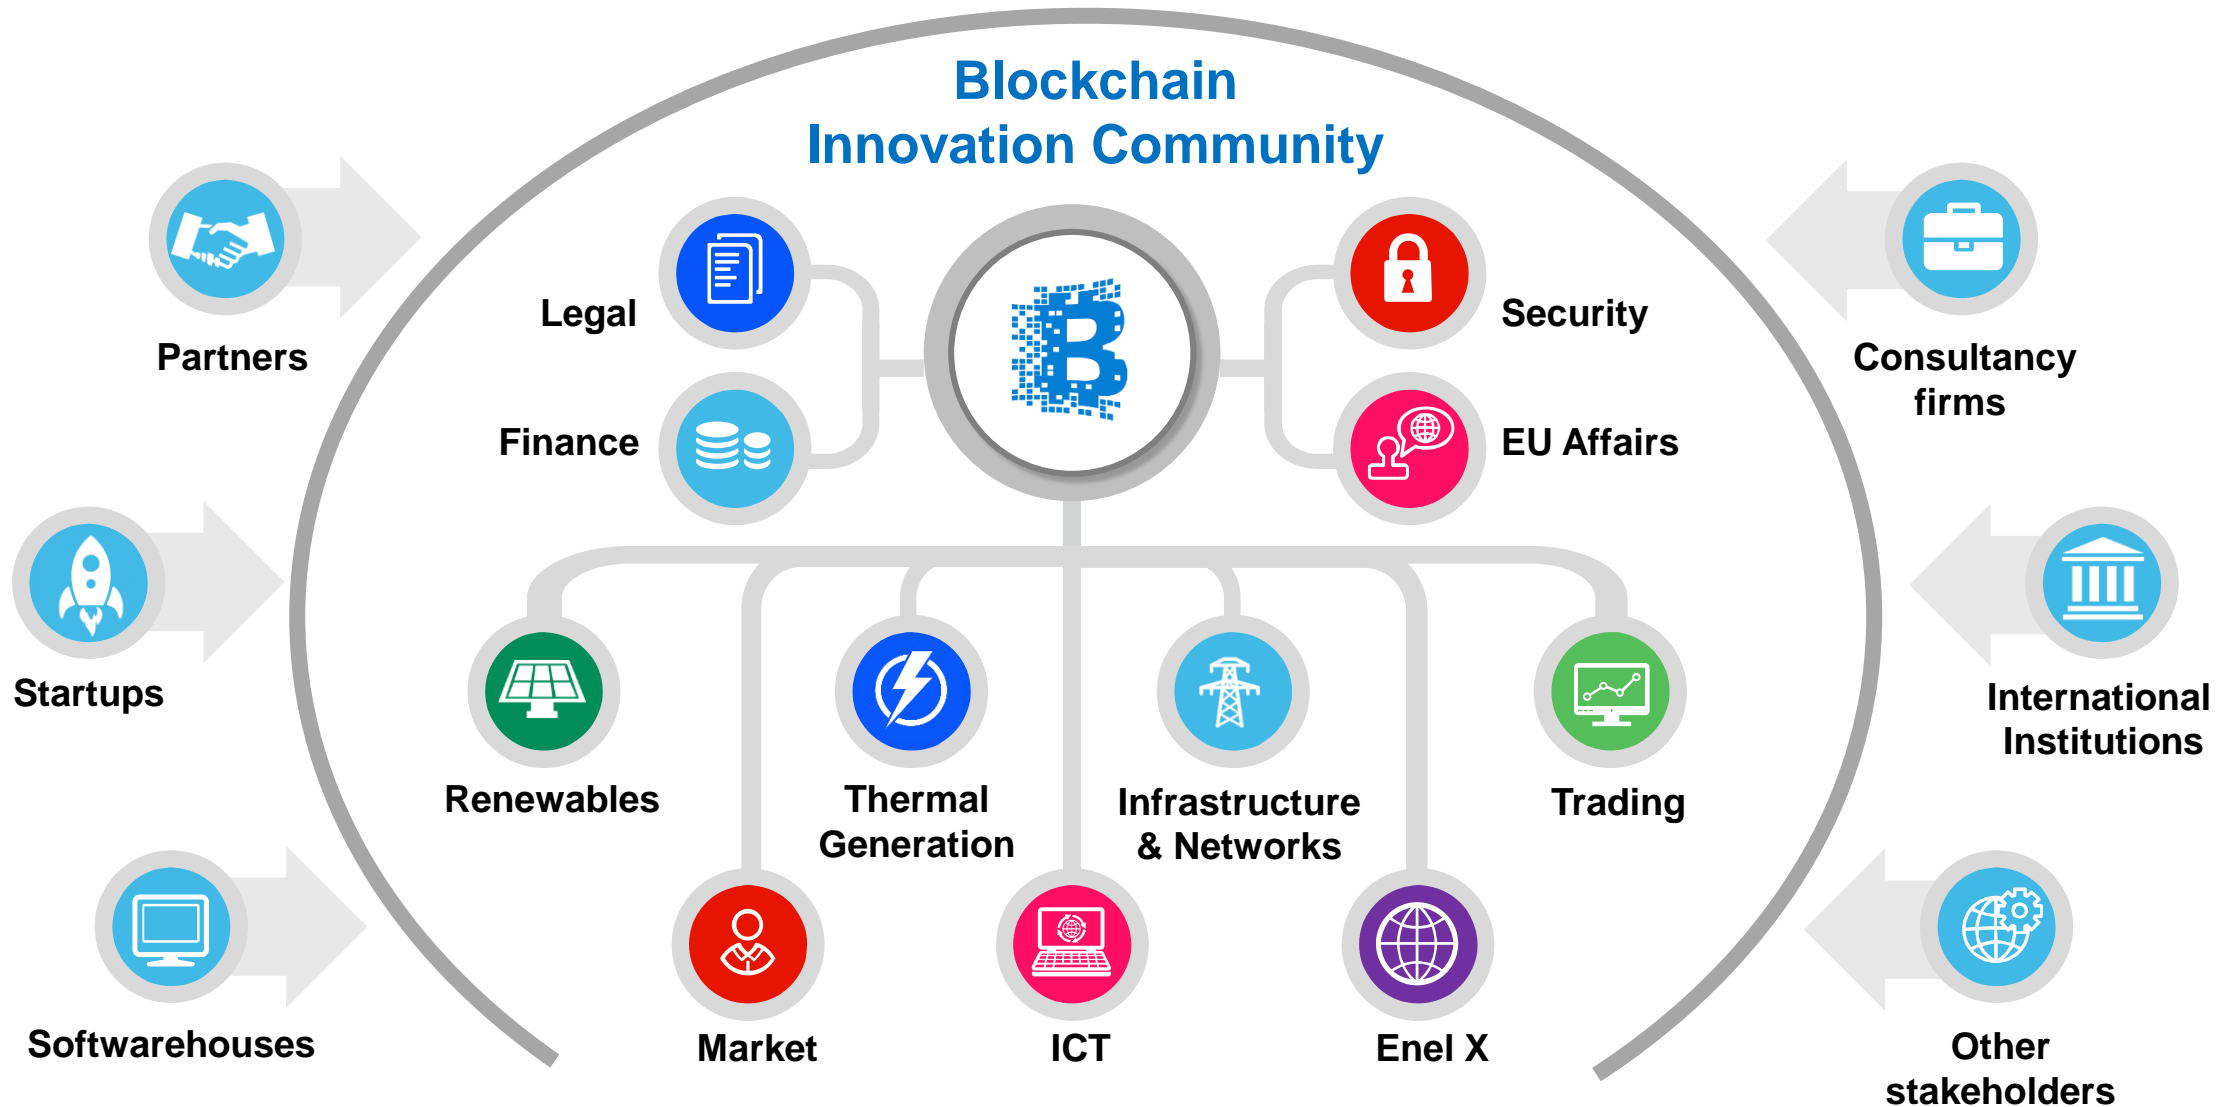 Blockchain
Innovation Community
Partners
Legal
Security
Consultancy
firms
Finance
EU Affairs
Startups
International
Institutions
Renewables
Thermal
Generation
Infrastructure
& Networks
Trading
Softwarehouses
Market
ICT
Enel X
Other
stakeholders